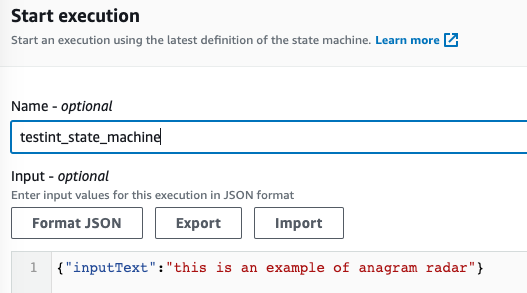 Start execution
Start an execution using the latest definition of the state machine. Learn more
Name - optional
testint_state_machine
Input - optional
Enter input values for this execution in JSON format
Format JSON Export Import
1 {"inputText":"this is an example of anagram radar"}